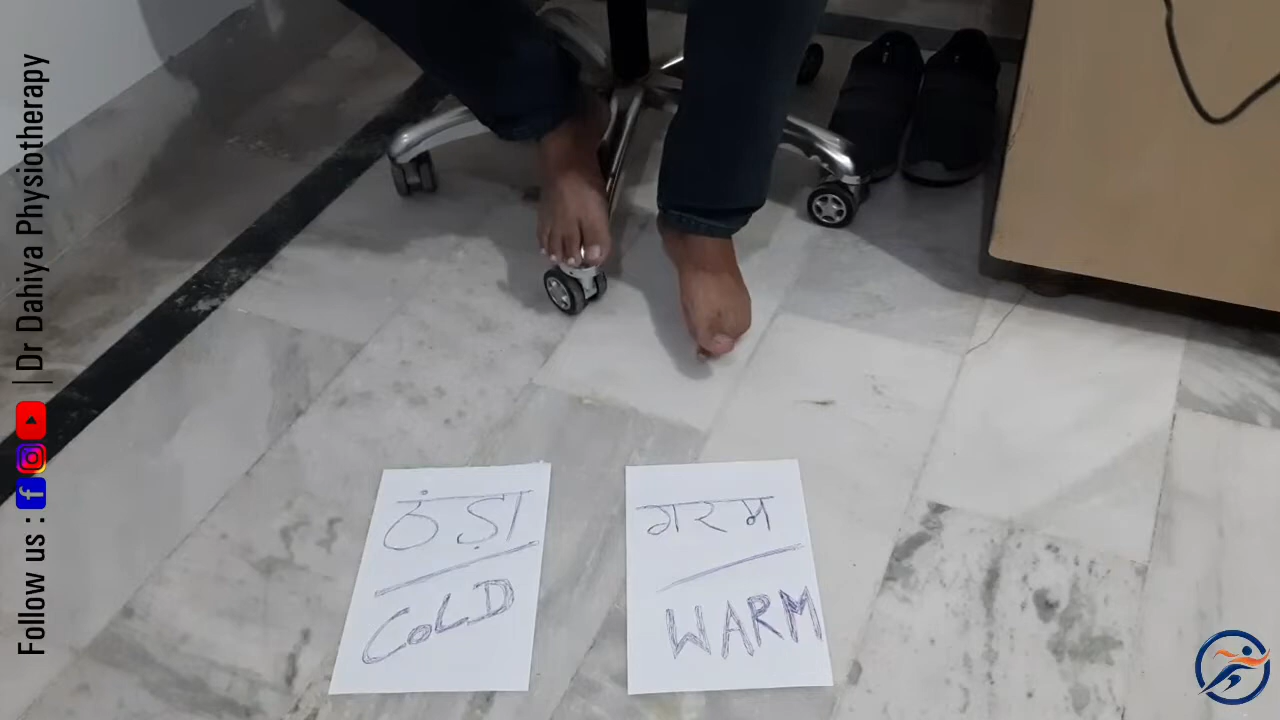 ठंड़ा
COLD
गरम
WARM
Follow us : | Dr Dahiya Physiotherapy